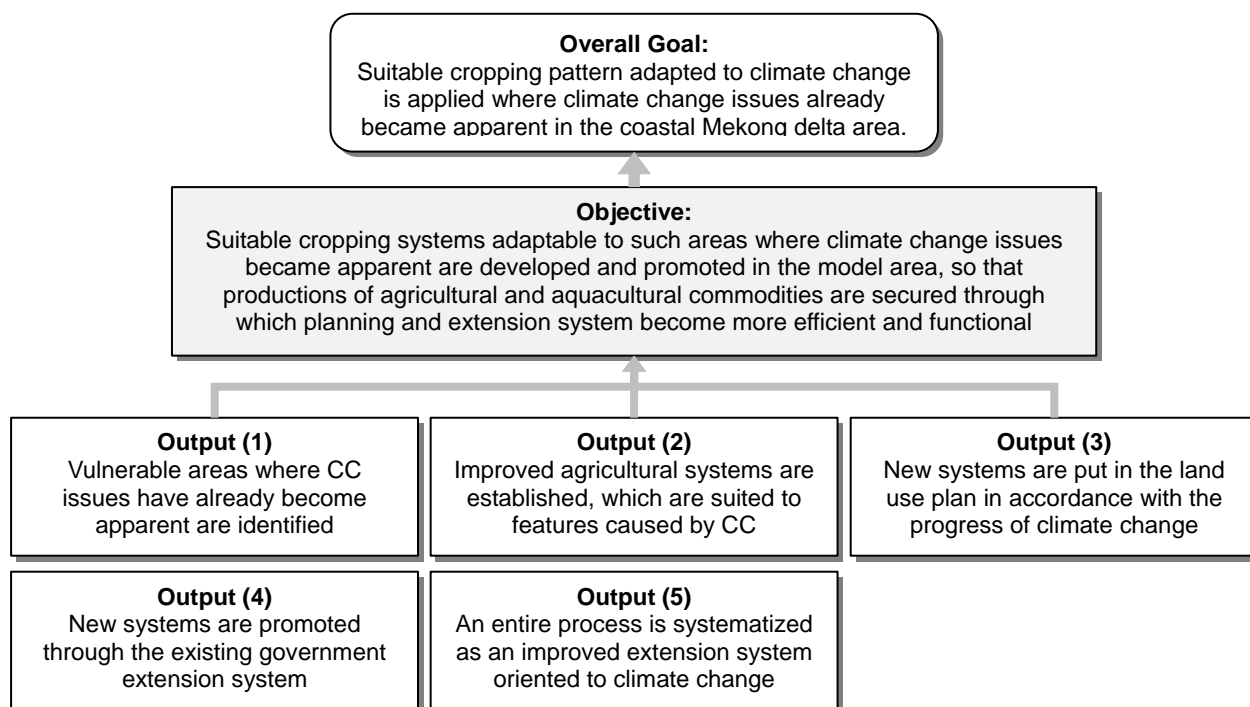 Overall Goal:
Suitable cropping pattern adapted to climate change
is applied where climate change issues already
became apparent in the coastal Mekong delta area.
Objective:
Suitable cropping systems adaptable to such areas where climate change issues
became apparent are developed and promoted in the model area, so that
productions of agricultural and aquacultural commodities are secured through
which planning and extension system become more efficient and functional
Output (1)
Vulnerable areas where CC
issues have already become
apparent are identified
Output (2)
Improved agricultural systems are
established, which are suited to
features caused by CC
Output (3)
New systems are put in the land
use plan in accordance with the
progress of climate change
Output (4)
New systems are promoted
through the existing government
extension system
Output (5)
An entire process is systematized
as an improved extension system
oriented to climate change